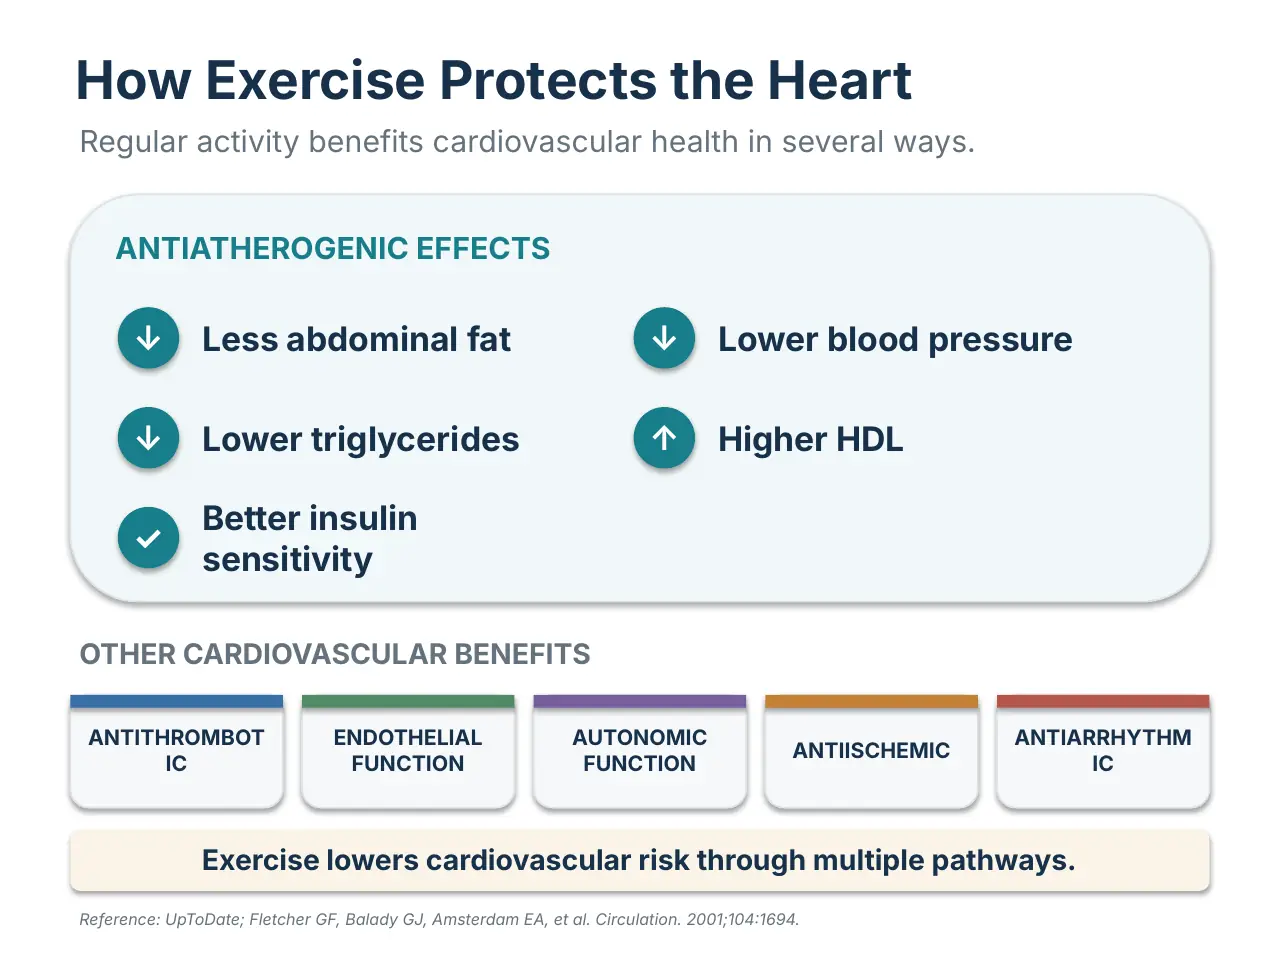 How Exercise Protects the Heart
Regular activity benefits cardiovascular health in several ways.
ANTIATHEROGENIC EFFECTS
Less abdominal fat
Lower blood pressure
Lower triglycerides
Higher HDL
Better insulin
sensitivity
OTHER CARDIOVASCULAR BENEFITS
ANTITHROMBOT
IC
ENDOTHELIAL
FUNCTION
AUTONOMIC
FUNCTION
ANTIISCHEMIC
ANTIARRHYTHM
IC
Exercise lowers cardiovascular risk through multiple pathways.
Reference: UpToDate; Fletcher GF, Balady GJ, Amsterdam EA, et al. Circulation. 2001;104:1694.